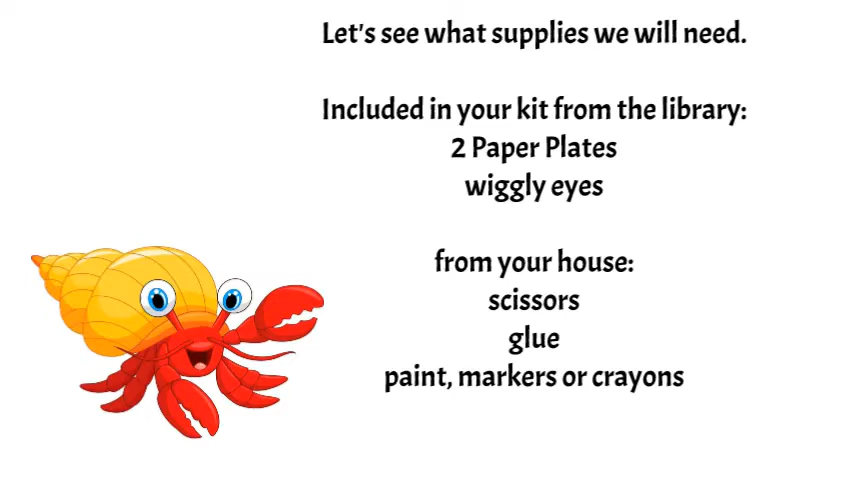 Let's see what supplies we will need.
Included in your kit from the library:
2 Paper Plates
wiggly eyes
from your house:
scissors
glue
paint, markers or crayons